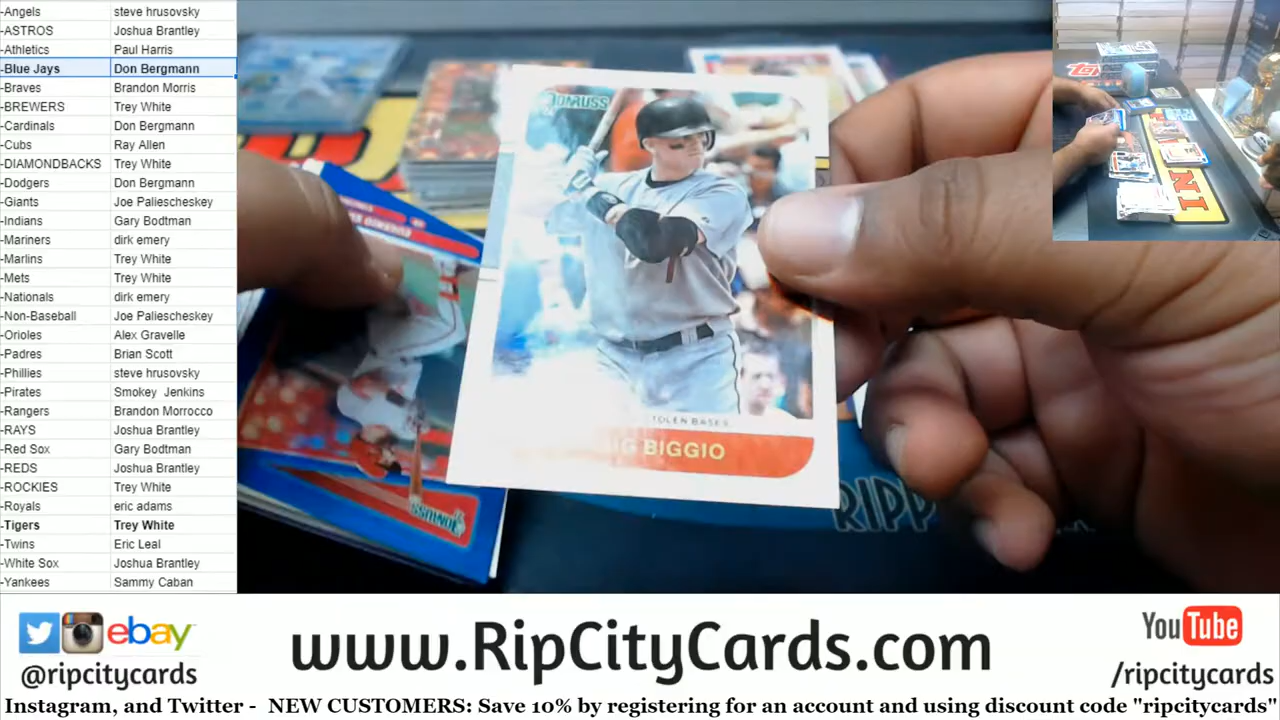 -Angels steve hrusovsky
-ASTROS Joshua Brantley
-Athletics Paul Harris
-Blue Jays Don Bergmann
-Braves Brandon Morris
-BREWERS Trey White
-Cardinals Don Bergmann
-Cubs Ray Allen
-DIAMONDBACKS Trey White
-Dodgers Don Bergmann
-Giants Joe Paliescheskey
-Indians Gary Bodtman
-Mariners dirk emery
-Marlins Trey White
-Mets Trey White
-Nationals dirk emery
-Non-Baseball Joe Paliescheskey
-Orioles Alex Gravelle
-Padres Brian Scott
-Phillies steve hrusovsky
-Pirates Smokey Jenkins
-Rangers Brandon Morrocco
-RAYS Joshua Brantley
-Red Sox Gary Bodtman
-REDS Joshua Brantley
-ROCKIES Trey White
-Royals eric adams
-Tigers Trey White
-Twins Eric Leal
-White Sox Joshua Brantley
-Yankees Sammy Caban
DONRUSS
TOLEN BASES
IG BIGGIO
DONRUSS
RIPP
topps
ebay
@ripcitycards
www.RipCityCards.com
YouTube
/ripcitycards
Instagram, and Twitter - NEW CUSTOMERS: Save 10% by registering for an account and using discount code "ripcitycards"